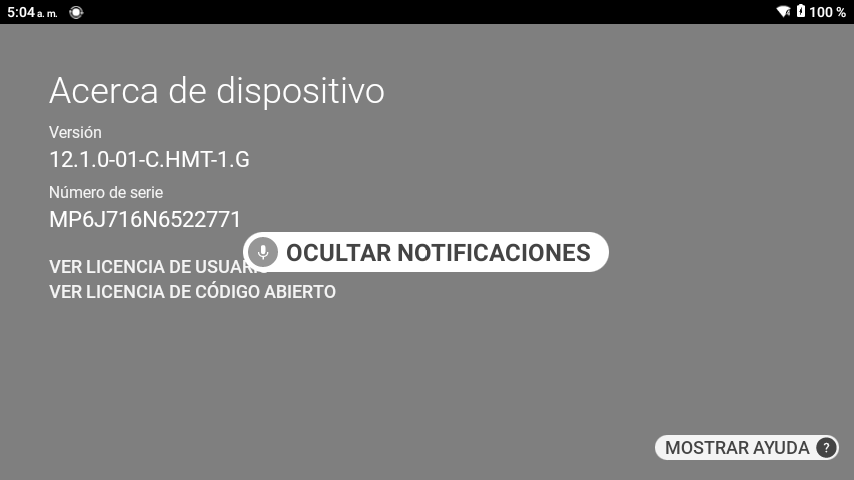 5:04 a. m.
100 %
Acerca de dispositivo
Versión
12.1.0-01-C.HMT-1.G
Número de serie
MP6J716N6522771
OCULTAR NOTIFICACIONES
VER LICENCIA DE
VER LICENCIA DE CÓDIGO ABIERTO
MOSTRAR AYUDA ?